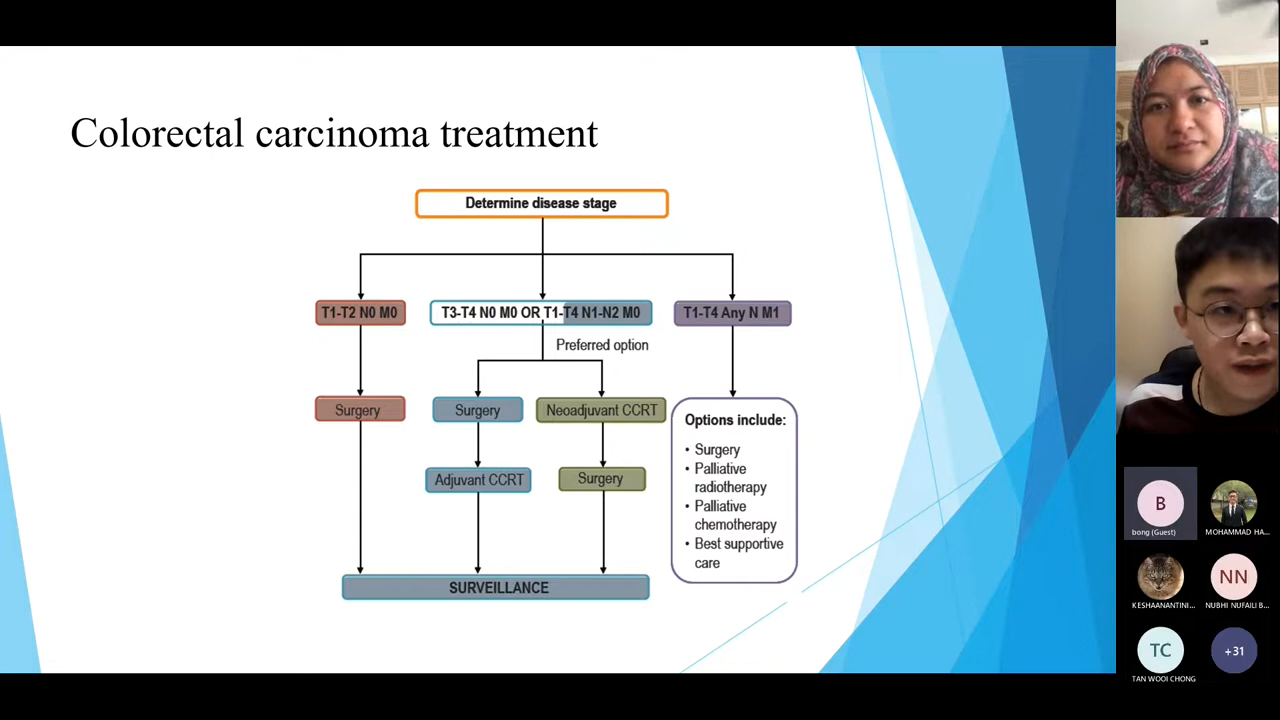 Colorectal carcinoma treatment
Determine disease stage
T1-T2 N0 M0
T3-T4 N0 M0 OR T1-T4 N1-N2 M0
T1-T4 Any N M1
Preferred option
Surgery
Surgery
Neoadjuvant CCRT
Adjuvant CCRT
Surgery
Options include:
• Surgery
• Palliative
radiotherapy
• Palliative
chemotherapy
• Best supportive
care
SURVEILLANCE
B
bong (Guest)
MOHAMMAD HA...
KESHAANANTINI...
NN
NUBHI NUFAILI B...
TC
TAN WOOI CHONG
+31